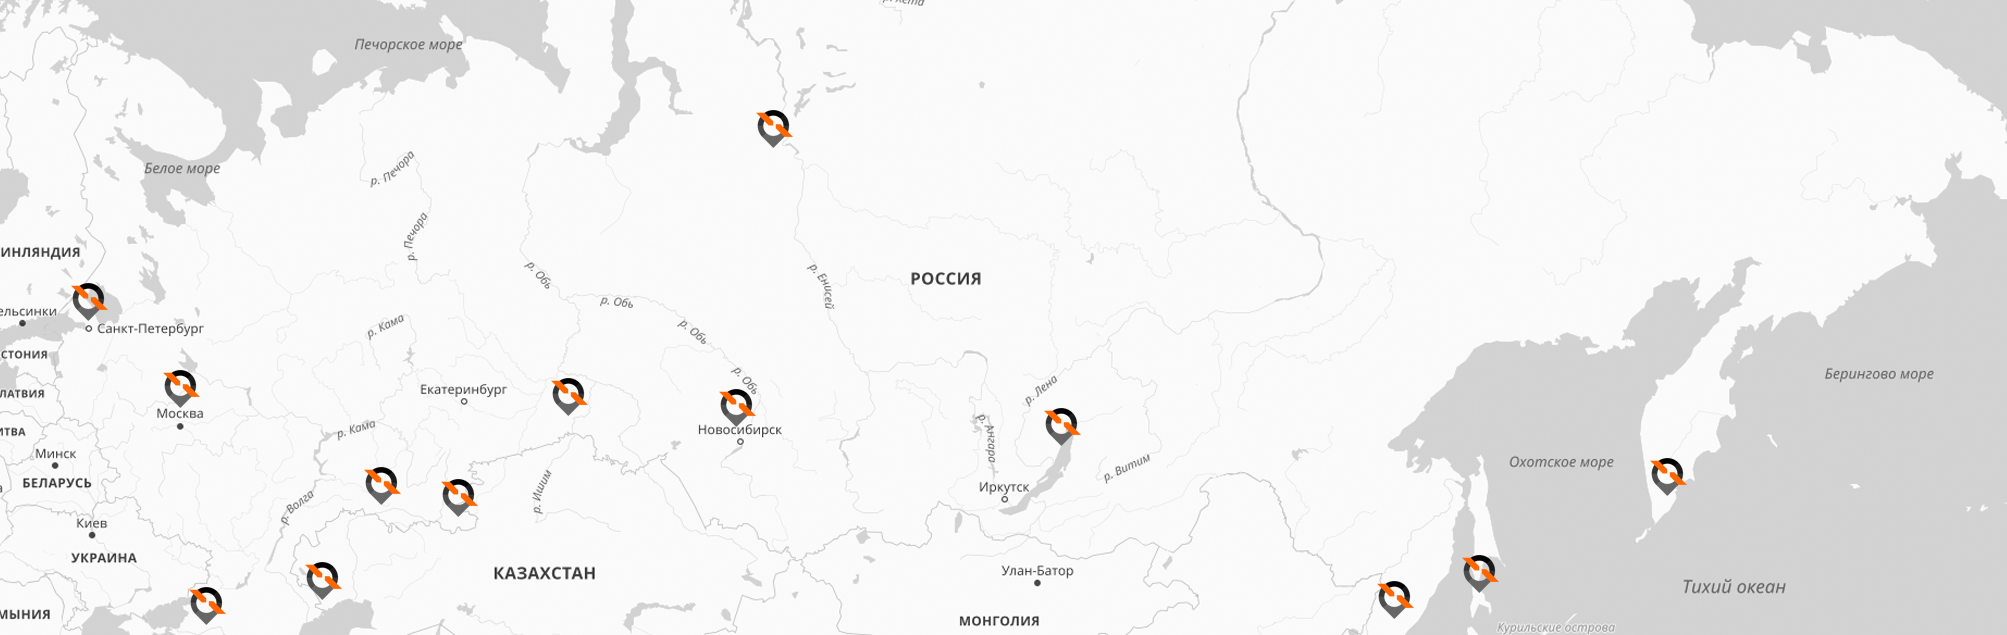 р. Хета
Печорское море
Белое море
р. Печора
р. Печора
ИНЛЯНДИЯ
р. Обь
р. Енисей
РОССИЯ
р. Обь
ельсинки
Санкт-Петербург
р. Кама
р. Обь
СТОНИЯ
Берингово море
р. Обь
ЛАТВИЯ
Екатеринбург
р. Лена
Москва
р. Кама
Новосибирск
ИТВА
р. Ангара
Минск
Охотское море
р. Витим
БЕЛАРУСЬ
Иркутск
р. Ишим
р. Волга
Киев
УКРАИНА
КАЗАХСТАН
Улан-Батор
Тихий океан
МЫНИЯ
МОНГОЛИЯ
Курильские острова